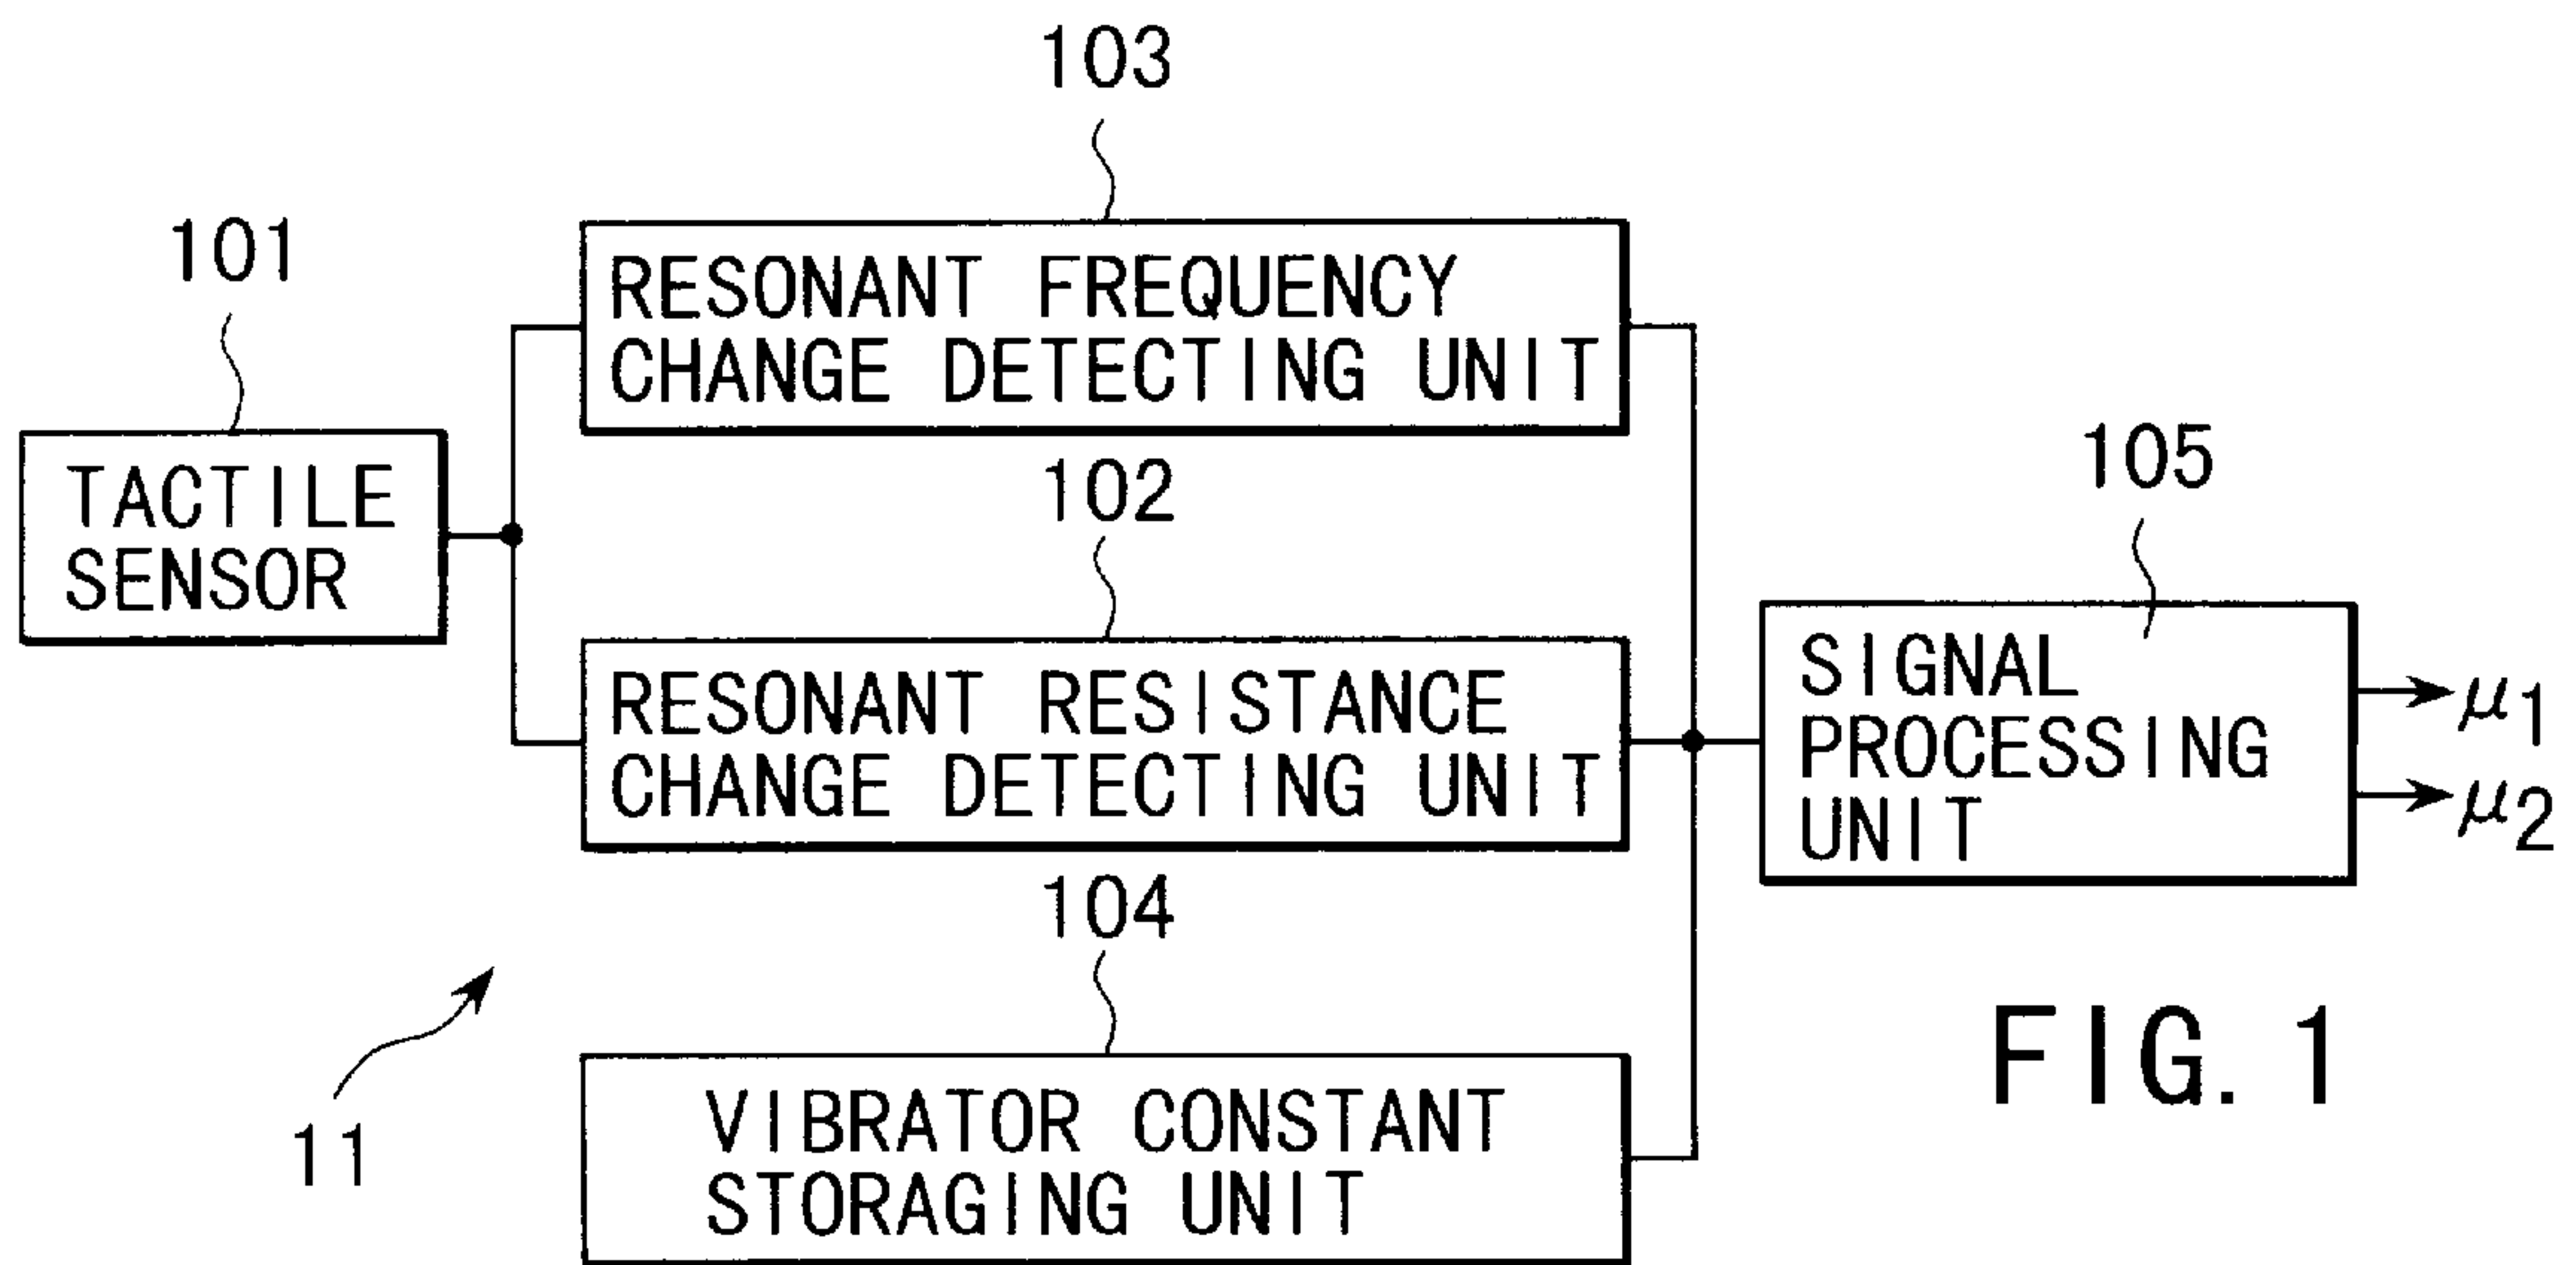 103
RESONANT FREQUENCY
CHANGE DETECTING UNIT
101
TACTILE
SENSOR
102
RESONANT RESISTANCE
CHANGE DETECTING UNIT
105
SIGNAL
PROCESSING
UNIT
μ1
μ2
104
VIBRATOR CONSTANT
STORAGING UNIT
11
FIG. 1